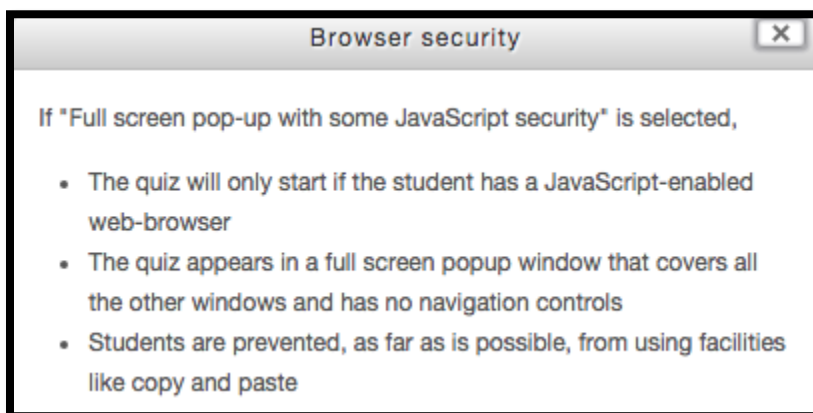 Browser security
If "Full screen pop-up with some JavaScript security" is selected,
• The quiz will only start if the student has a JavaScript-enabled
web-browser
• The quiz appears in a full screen popup window that covers all
the other windows and has no navigation controls
• Students are prevented, as far as is possible, from using facilities
like copy and paste